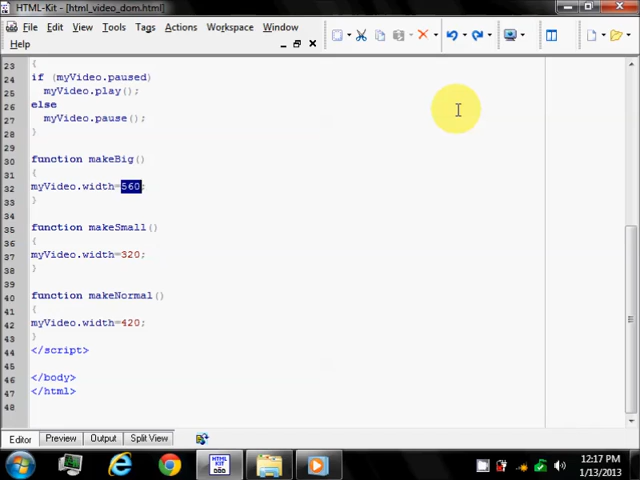 HTML-Kit - [html_video_dom.html]
File Edit View Tools Tags Actions Workspace Window
Help
23 {
24 if (myVideo.paused)
25 myVideo.play();
26 else
27 myVideo.pause();
28 }
29
30 function makeBig()
31 {
32 myVideo.width=560;
33 }
34
35 function makeSmall()
36 {
37 myVideo.width=320;
38 }
39
40 function makeNormal()
41 {
42 myVideo.width=420;
43 }
44 </script>
45
46 </body>
47 </html>
48
Editor Preview Output Split View
HTML KIT
12:17 PM
1/13/2013